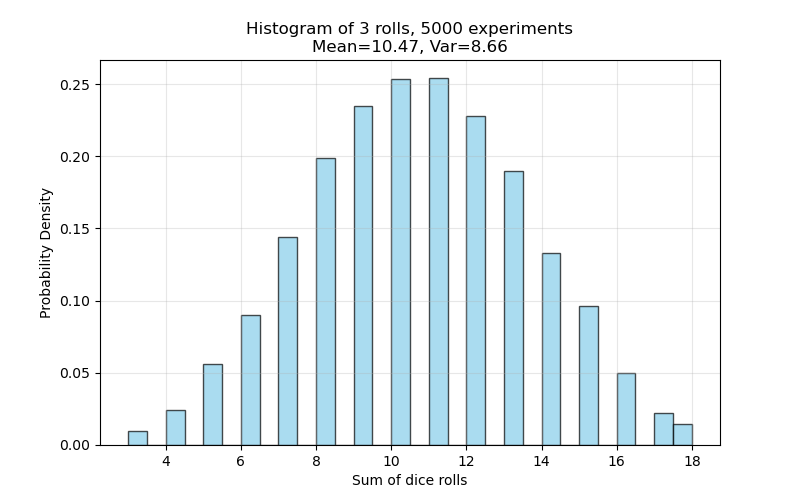 Histogram of 3 rolls, 5000 experiments
Mean=10.47, Var=8.66
Probability Density
0.25
0.20
0.15
0.10
0.05
0.00
4 6 8 10 12 14 16 18
Sum of dice rolls